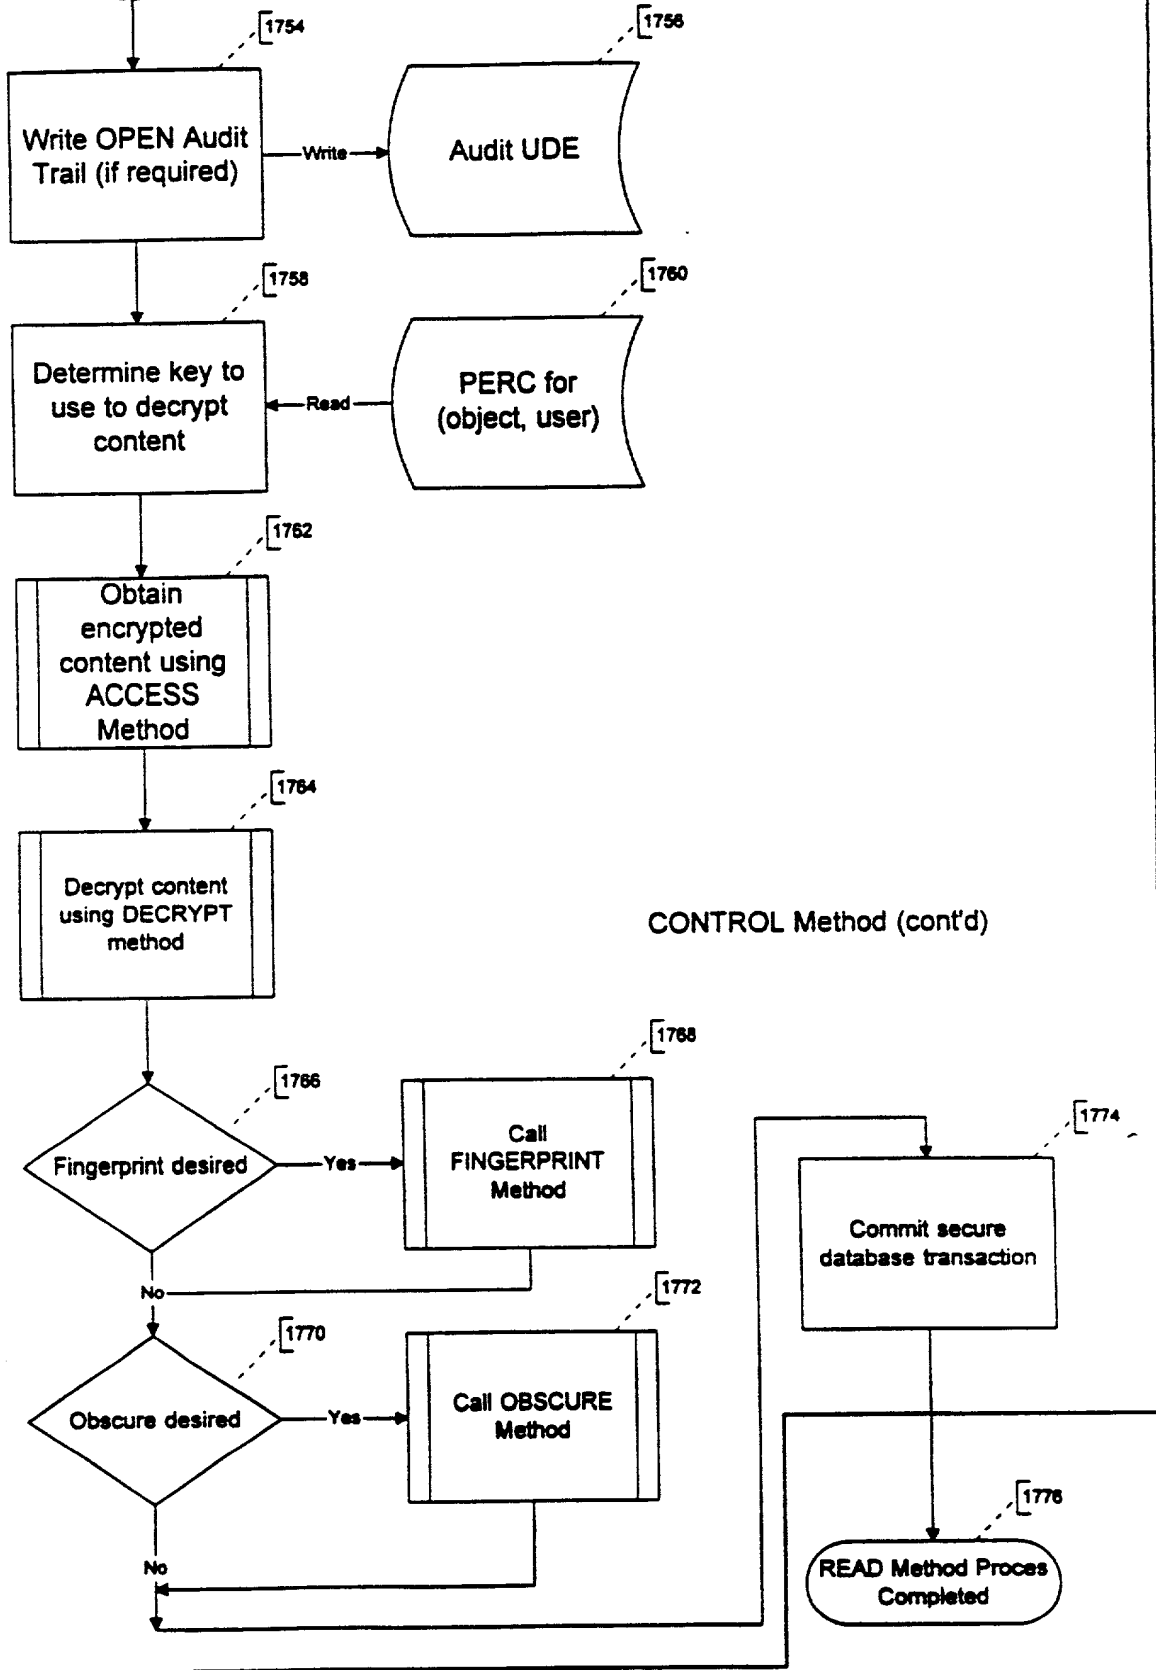 1754
1756
Write OPEN Audit
Trail (if required)
Write
Audit UDE
1758
1760
Determine key to
use to decrypt
content
Read
PERC for
(object, user)
1762
Obtain
encrypted
content using
ACCESS
Method
1764
Decrypt content
using DECRYPT
method
CONTROL Method (cont'd)
1766
1768
Fingerprint desired
Yes
Call
FINGERPRINT
Method
1774
Commit secure
database transaction
No
1770
1772
Obscure desired
Yes
Call OBSCURE
Method
No
1776
READ Method Proces
Completed